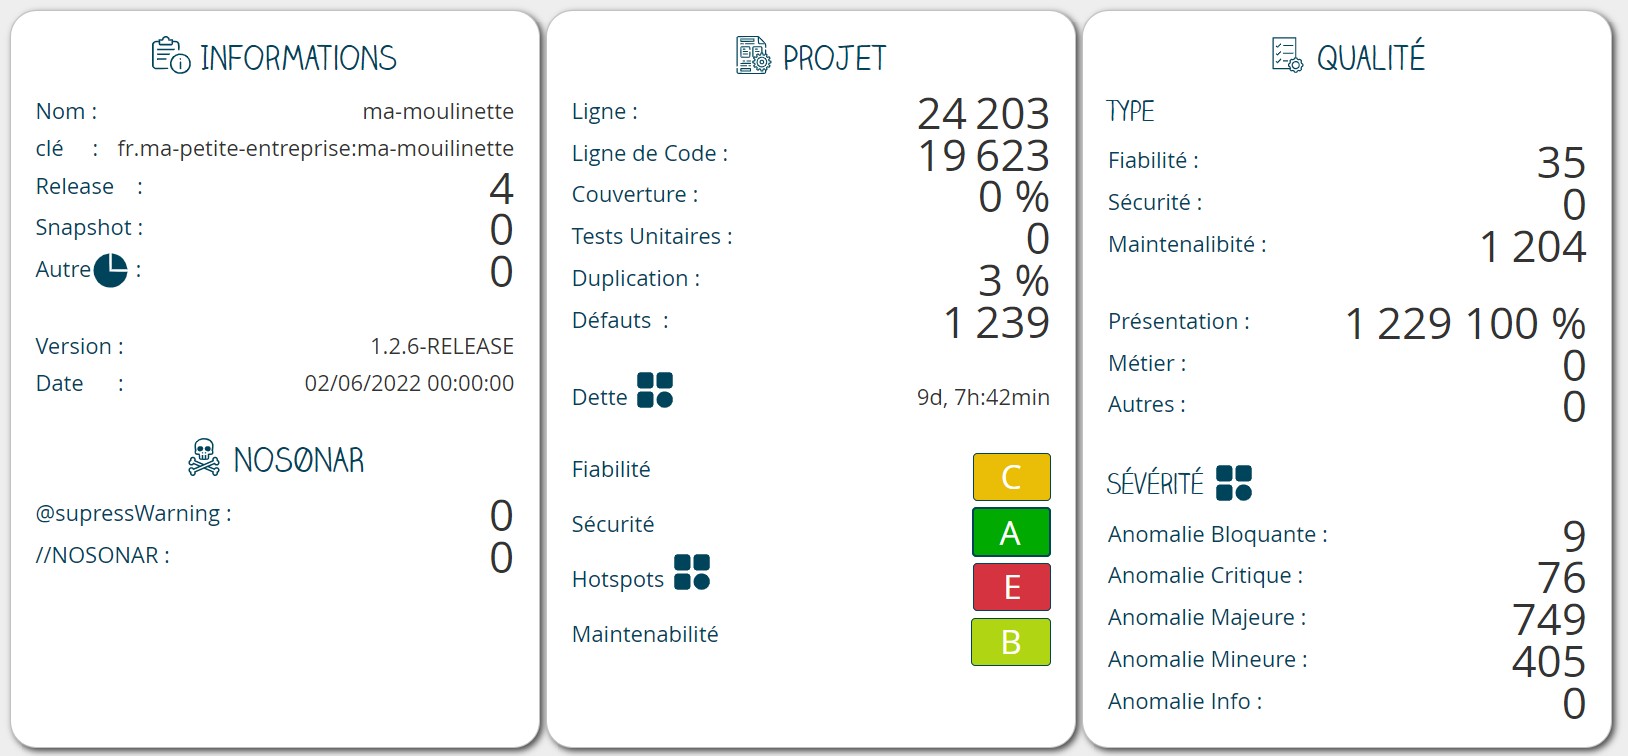 INFORMATIONS
Nom : ma-moulinette
clé : fr.ma-petite-entreprise:ma-mouilinette
Release : 4
Snapshot : 0
Autre : 0
Version : 1.2.6-RELEASE
Date : 02/06/2022 00:00:00
NOSONAR
@supressWarning : 0
//NOSONAR : 0
PROJET
Ligne : 24 203
Ligne de Code : 19 623
Couverture : 0 %
Tests Unitaires : 0
Duplication : 3 %
Défauts : 1 239
Dette 9d, 7h:42min
Fiabilité C
Sécurité A
Hotspots E
Maintenabilité B
QUALITÉ
TYPE
Fiabilité : 35
Sécurité : 0
Maintenalibité : 1 204
Présentation : 1 229 100 %
Métier : 0
Autres : 0
SÉVÉRITÉ
Anomalie Bloquante : 9
Anomalie Critique : 76
Anomalie Majeure : 749
Anomalie Mineure : 405
Anomalie Info : 0